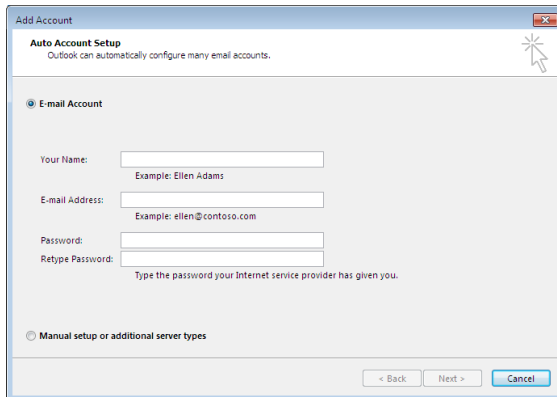 Add Account
Auto Account Setup
Outlook can automatically configure many email accounts.
E-mail Account
Your Name:
Example: Ellen Adams
E-mail Address:
Example: ellen@contoso.com
Password:
Retype Password:
Type the password your Internet service provider has given you.
Manual setup or additional server types
< Back Next > Cancel